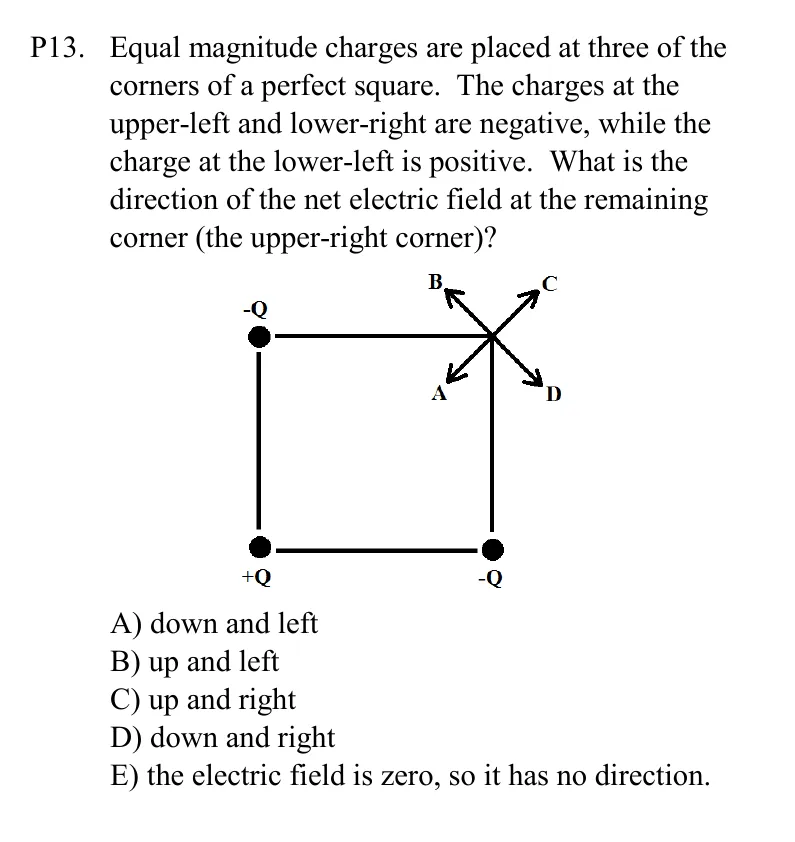 P13. Equal magnitude charges are placed at three of the
corners of a perfect square. The charges at the
upper-left and lower-right are negative, while the
charge at the lower-left is positive. What is the
direction of the net electric field at the remaining
corner (the upper-right corner)?
B C
-Q
A D
+Q -Q
A) down and left
B) up and left
C) up and right
D) down and right
E) the electric field is zero, so it has no direction.